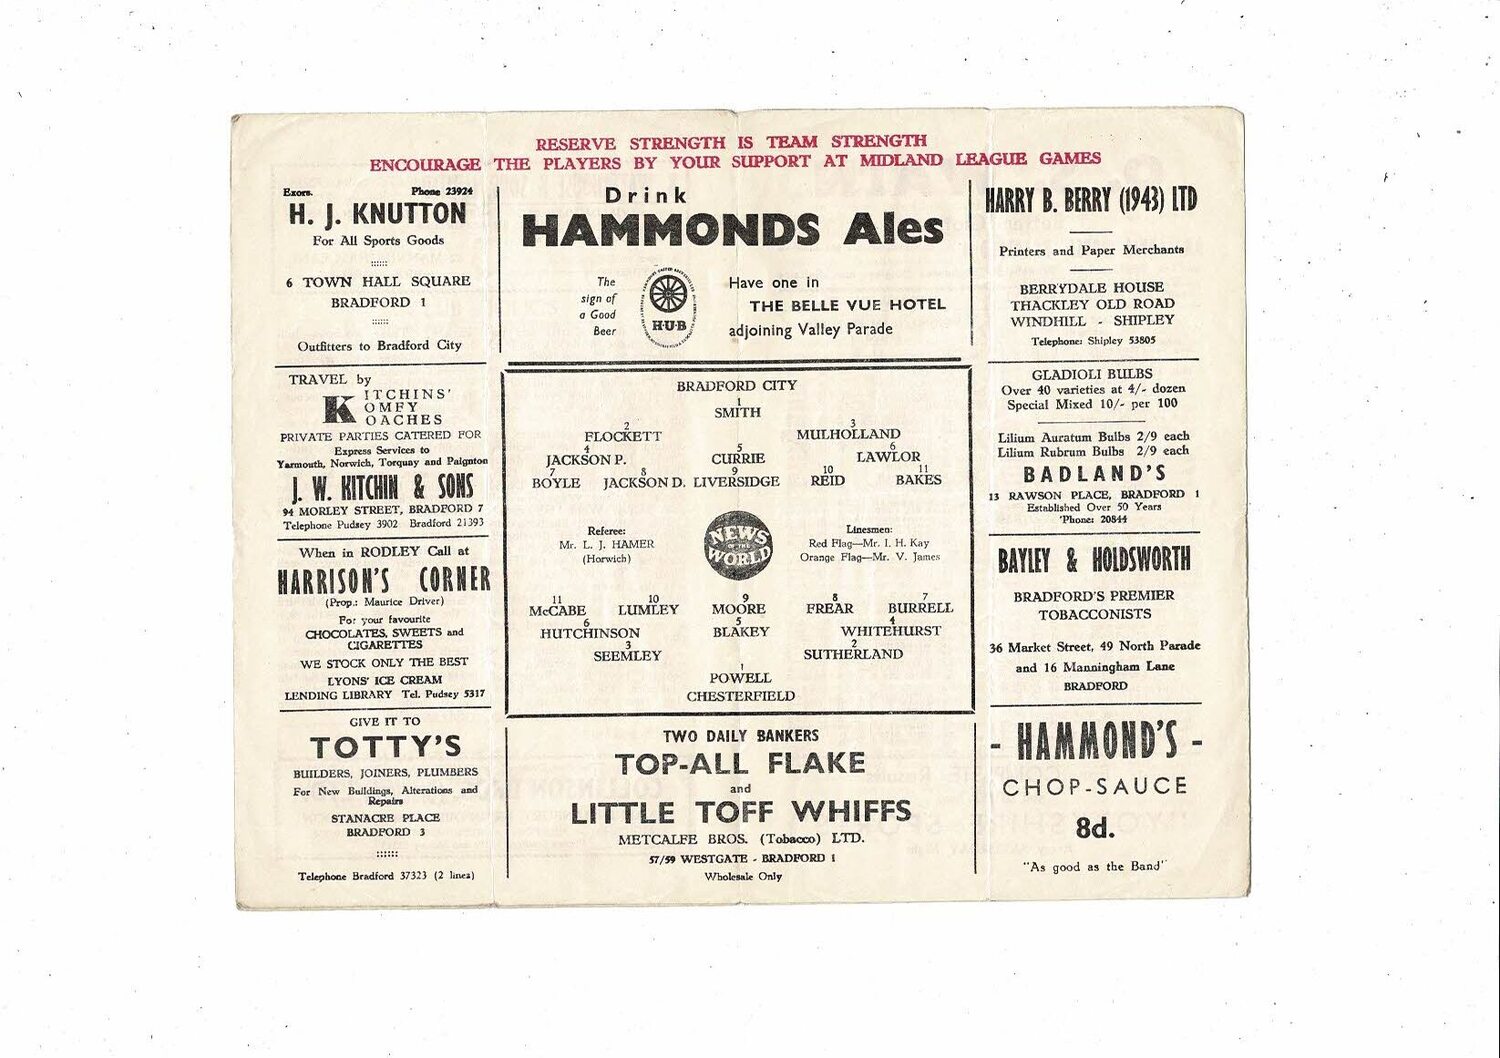 RESERVE STRENGTH IS TEAM STRENGTH
ENCOURAGE THE PLAYERS BY YOUR SUPPORT AT MIDLAND LEAGUE GAMES
Exors. Phone 23924
H. J. KNUTTON
For All Sports Goods
6 TOWN HALL SQUARE
BRADFORD 1
Outfitters to Bradford City
TRAVEL by
KITCHINS'
KOMFY
KOACHES
PRIVATE PARTIES CATERED FOR
Express Services to
Yarmouth, Norwich, Torquay and Paignton
J. W. KITCHIN & SONS
94 MORLEY STREET, BRADFORD 7
Telephone Pudsey 3902 Bradford 21393
When in RODLEY Call at
HARRISON'S CORNER
(Prop.: Maurice Driver)
For your favourite
CHOCOLATES, SWEETS and
CIGARETTES
WE STOCK ONLY THE BEST
LYONS' ICE CREAM
LENDING LIBRARY Tel. Pudsey 5317
GIVE IT TO
TOTTY'S
BUILDERS, JOINERS, PLUMBERS
For New Buildings, Alterations and
Repairs
STANACRE PLACE
BRADFORD 3
Telephone Bradford 37323 (2 lines)
Drink
HAMMONDS Ales
The
sign of
a Good
Beer
H·U·B
Have one in
THE BELLE VUE HOTEL
adjoining Valley Parade
BRADFORD CITY
1
SMITH
2 3
FLOCKETT MULHOLLAND
4 5 6
JACKSON P. CURRIE LAWLOR
7 8 9 10 11
BOYLE JACKSON D. LIVERSIDGE REID BAKES
Referee:
Mr. L. J. HAMER
(Horwich)
NEWS
OF THE
WORLD
Linesmen:
Red Flag—Mr. I. H. Kay
Orange Flag—Mr. V. James
11 10 9 8 7
McCABE LUMLEY MOORE FREAR BURRELL
6 5 4
HUTCHINSON BLAKEY WHITEHURST
3 2
SEEMLEY SUTHERLAND
1
POWELL
CHESTERFIELD
TWO DAILY BANKERS
TOP-ALL FLAKE
and
LITTLE TOFF WHIFFS
METCALFE BROS. (Tobacco) LTD.
57/59 WESTGATE - BRADFORD 1
Wholesale Only
HARRY B. BERRY (1943) LTD
Printers and Paper Merchants
BERRYDALE HOUSE
THACKLEY OLD ROAD
WINDHILL - SHIPLEY
Telephone: Shipley 53805
GLADIOLI BULBS
Over 40 varieties at 4/- dozen
Special Mixed 10/- per 100
Lilium Auratum Bulbs 2/9 each
Lilium Rubrum Bulbs 2/9 each
BADLAND'S
13 RAWSON PLACE, BRADFORD 1
Established Over 50 Years
'Phone: 20844
BAYLEY & HOLDSWORTH
BRADFORD'S PREMIER
TOBACCONISTS
36 Market Street, 49 North Parade
and 16 Manningham Lane
BRADFORD
- HAMMOND'S -
CHOP-SAUCE
8d.
"As good as the Band"